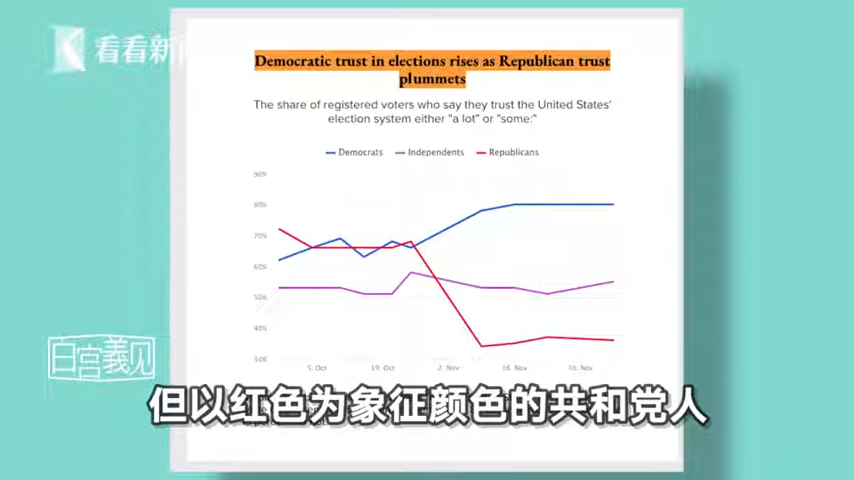 看看新闻
Democratic trust in elections rises as Republican trust
plummets
The share of registered voters who say they trust the United States'
election system either "a lot" or "some:"
Democrats
Independents
Republicans
90%
80%
70%
60%
50%
40%
30%
5. Oct
19. Oct
2. Nov
16. Nov
30. Nov
白宫義见
但以红色为象征颜色的共和党人